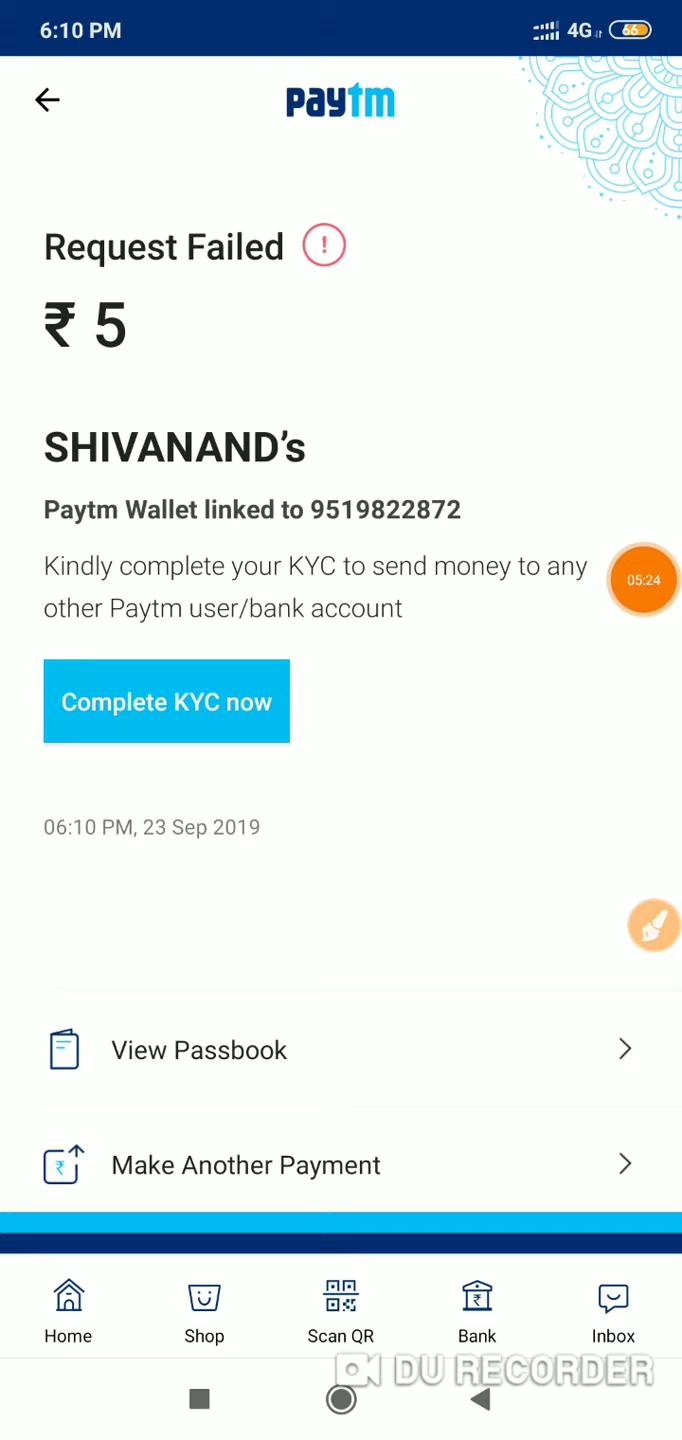 6:10 PM
4G
66
paytm
Request Failed
₹ 5
SHIVANAND’s
Paytm Wallet linked to 9519822872
Kindly complete your KYC to send money to any
other Paytm user/bank account
05:24
Complete KYC now
06:10 PM, 23 Sep 2019
View Passbook
Make Another Payment
Home
Shop
Scan QR
Bank
Inbox
DU RECORDER